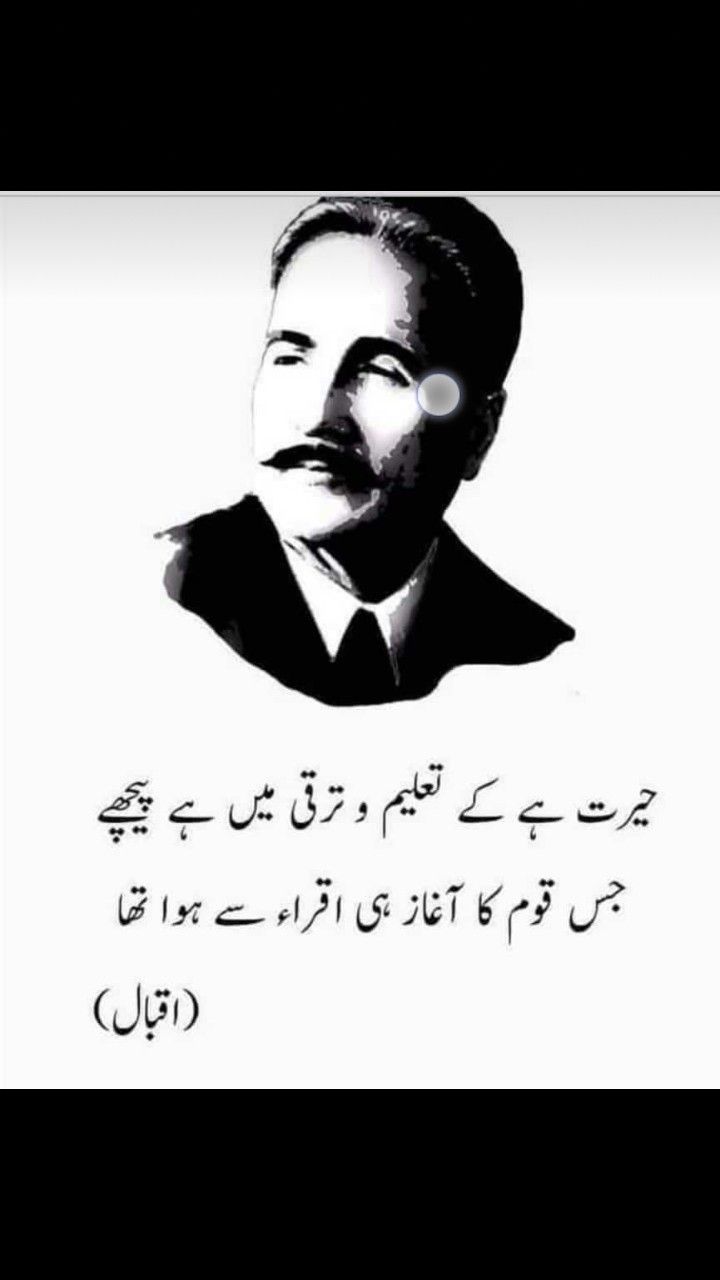 حیرت ہے کے تعلیم و ترقی میں ہے پیچھے
جس قوم کا آغاز ہی اقراء سے ہوا تھا
(اقبال)